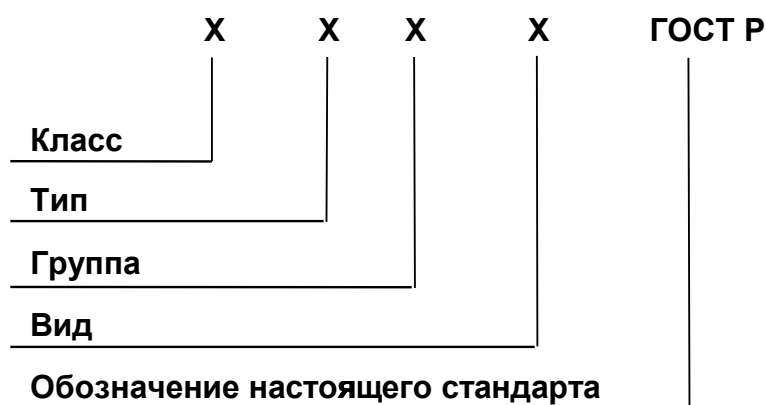 Х Х Х Х ГОСТ Р
Класс
Тип
Группа
Вид
Обозначение настоящего стандарта